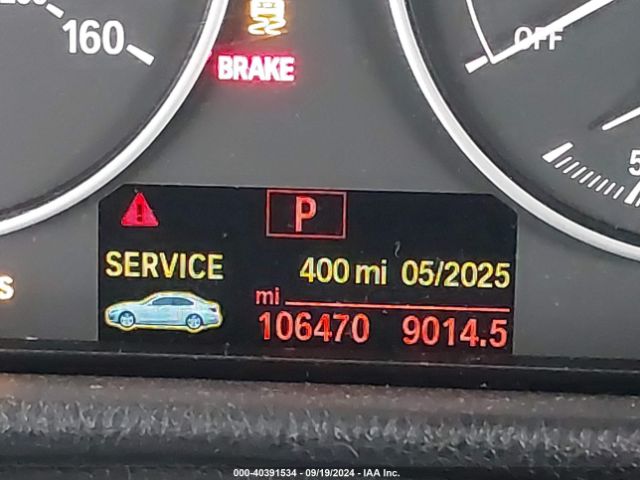 160
OFF
BRAKE
5
P
SERVICE 400 mi 05/2025
S
mi
106470 9014.5
000-40391534 - 09/19/2024 - IAA Inc.